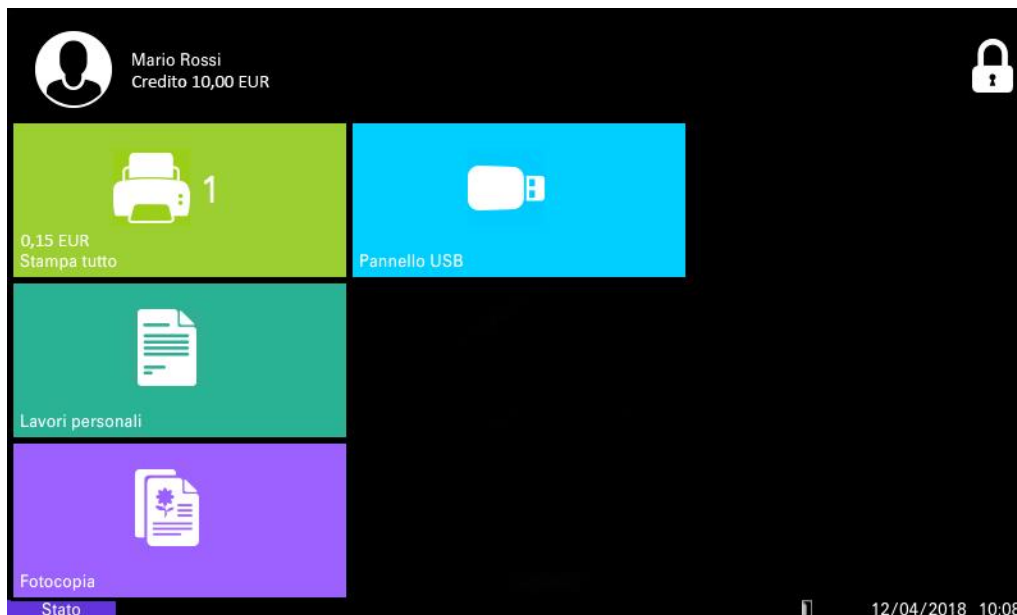 Mario Rossi
Credito 10,00 EUR
1
0,15 EUR
Stampa tutto
Pannello USB
Lavori personali
Fotocopia
Stato
12/04/2018 10:08